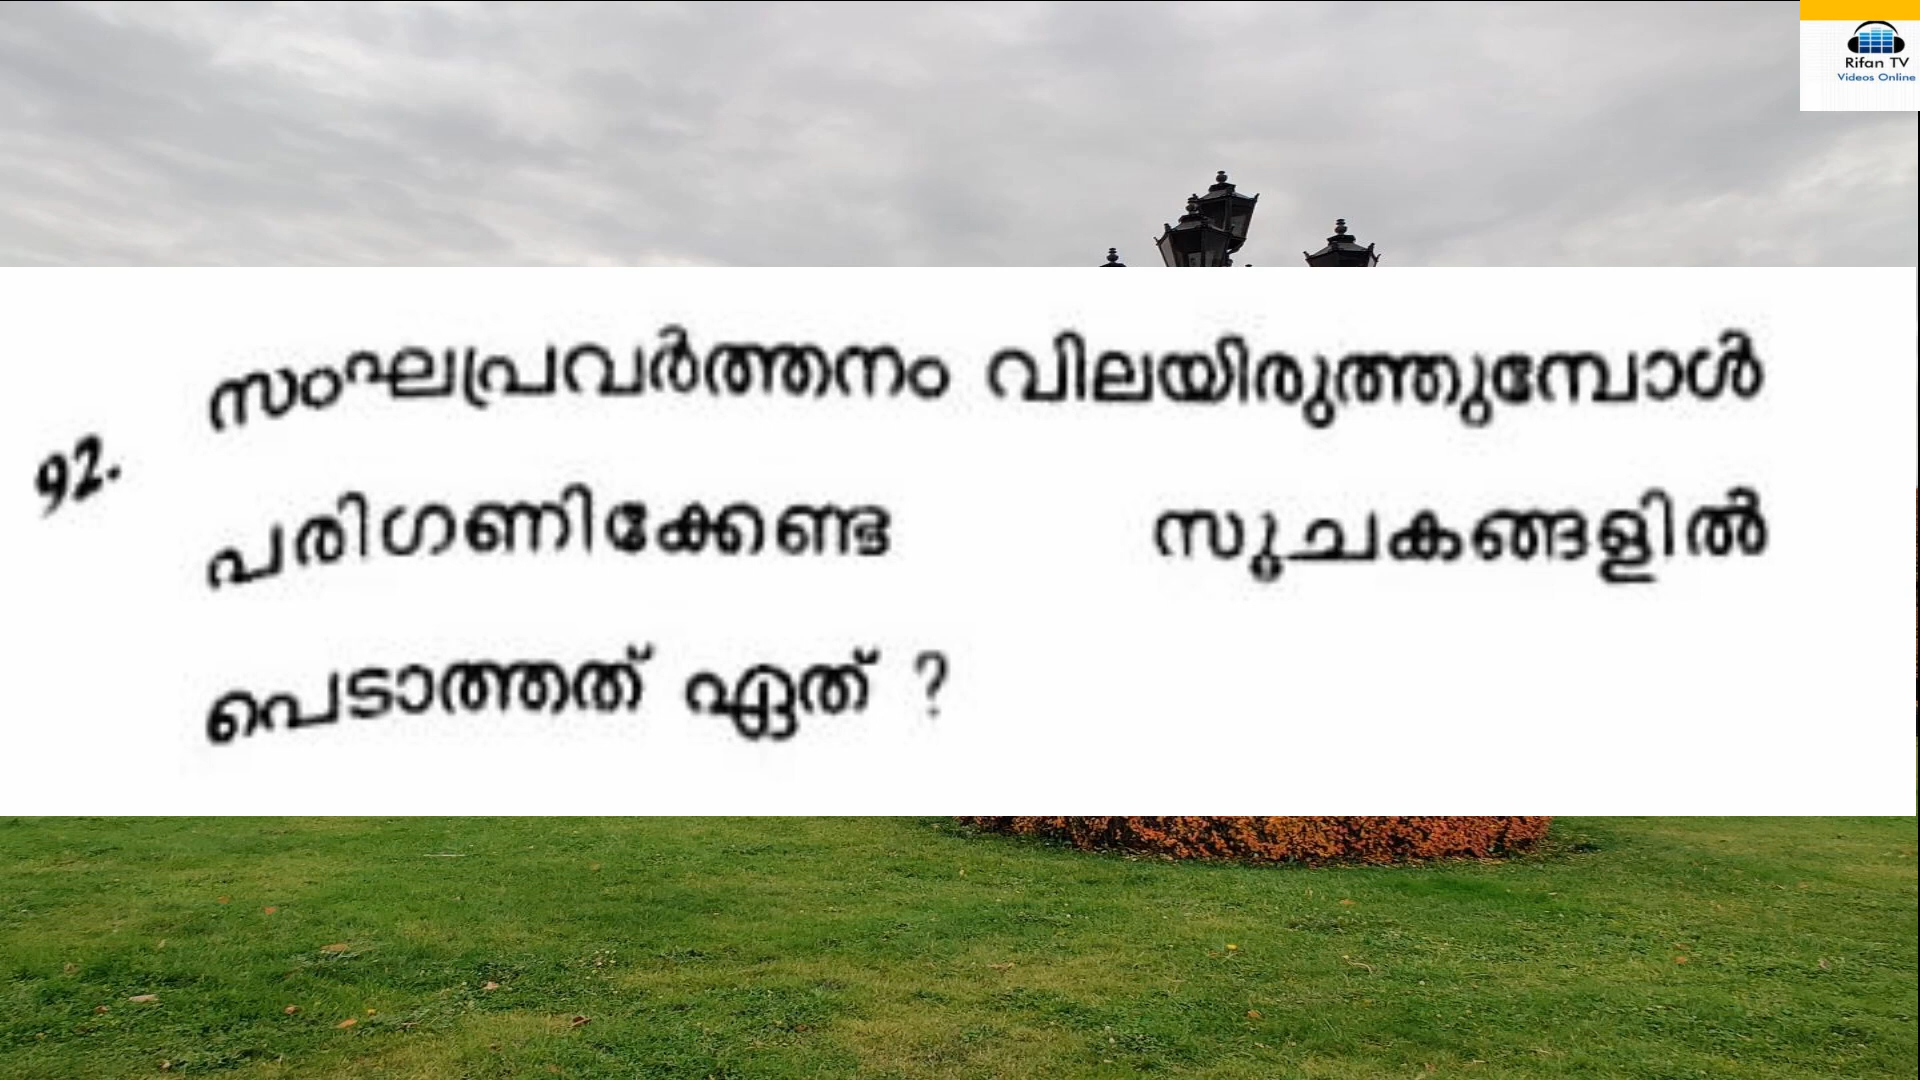 Rifan TV
Videos Online
92. സംഘപ്രവർത്തനം വിലയിരുത്തുമ്പോൾ
പരിഗണിക്കേണ്ട സൂചകങ്ങളിൽ
പെടാത്തത് ഏത് ?